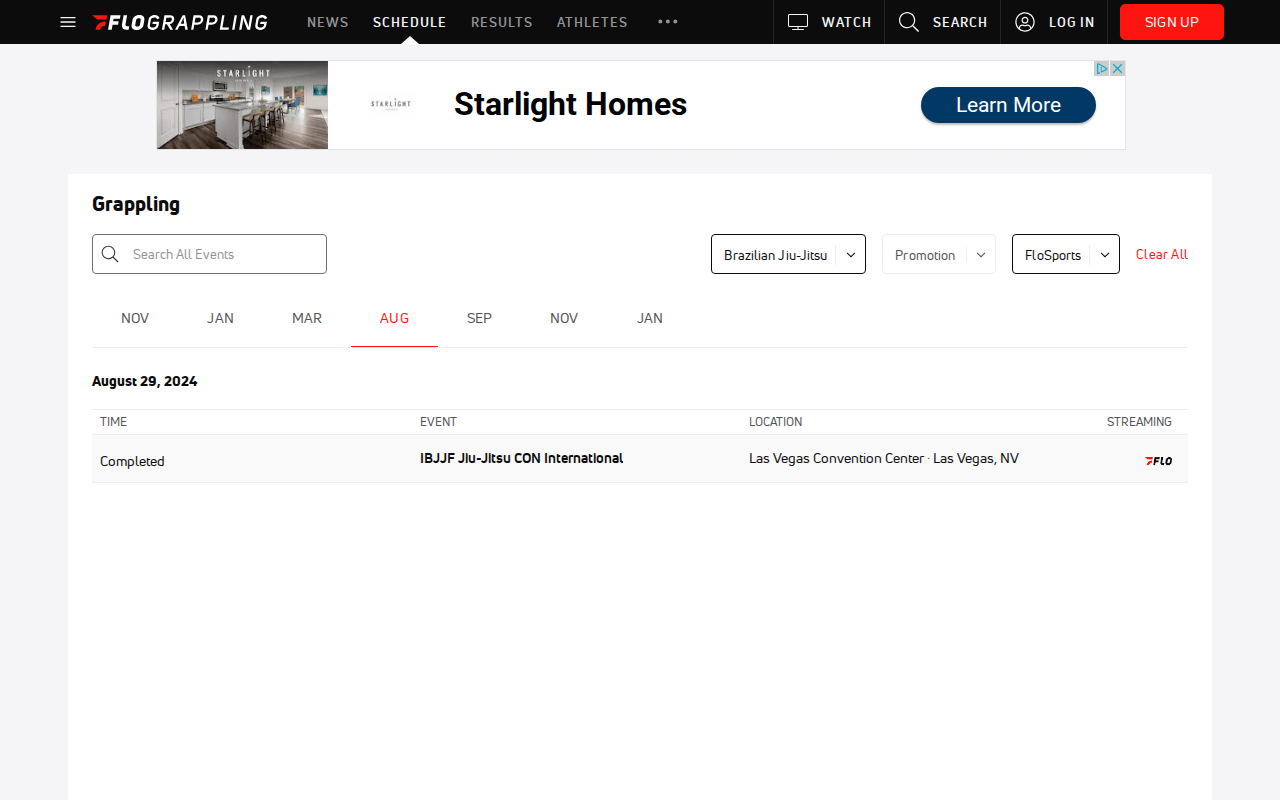 FLOGRAPPLING NEWS SCHEDULE RESULTS ATHLETES WATCH SEARCH LOG IN SIGN UP
STARLIGHT
STARLIGHT
Starlight Homes
Learn More
Grappling
Search All Events
Brazilian Jiu-Jitsu
Promotion
FloSports
Clear All
NOV JAN MAR AUG SEP NOV JAN
August 29, 2024
TIME EVENT LOCATION STREAMING
Completed IBJJF Jiu-Jitsu CON International Las Vegas Convention Center · Las Vegas, NV FLO